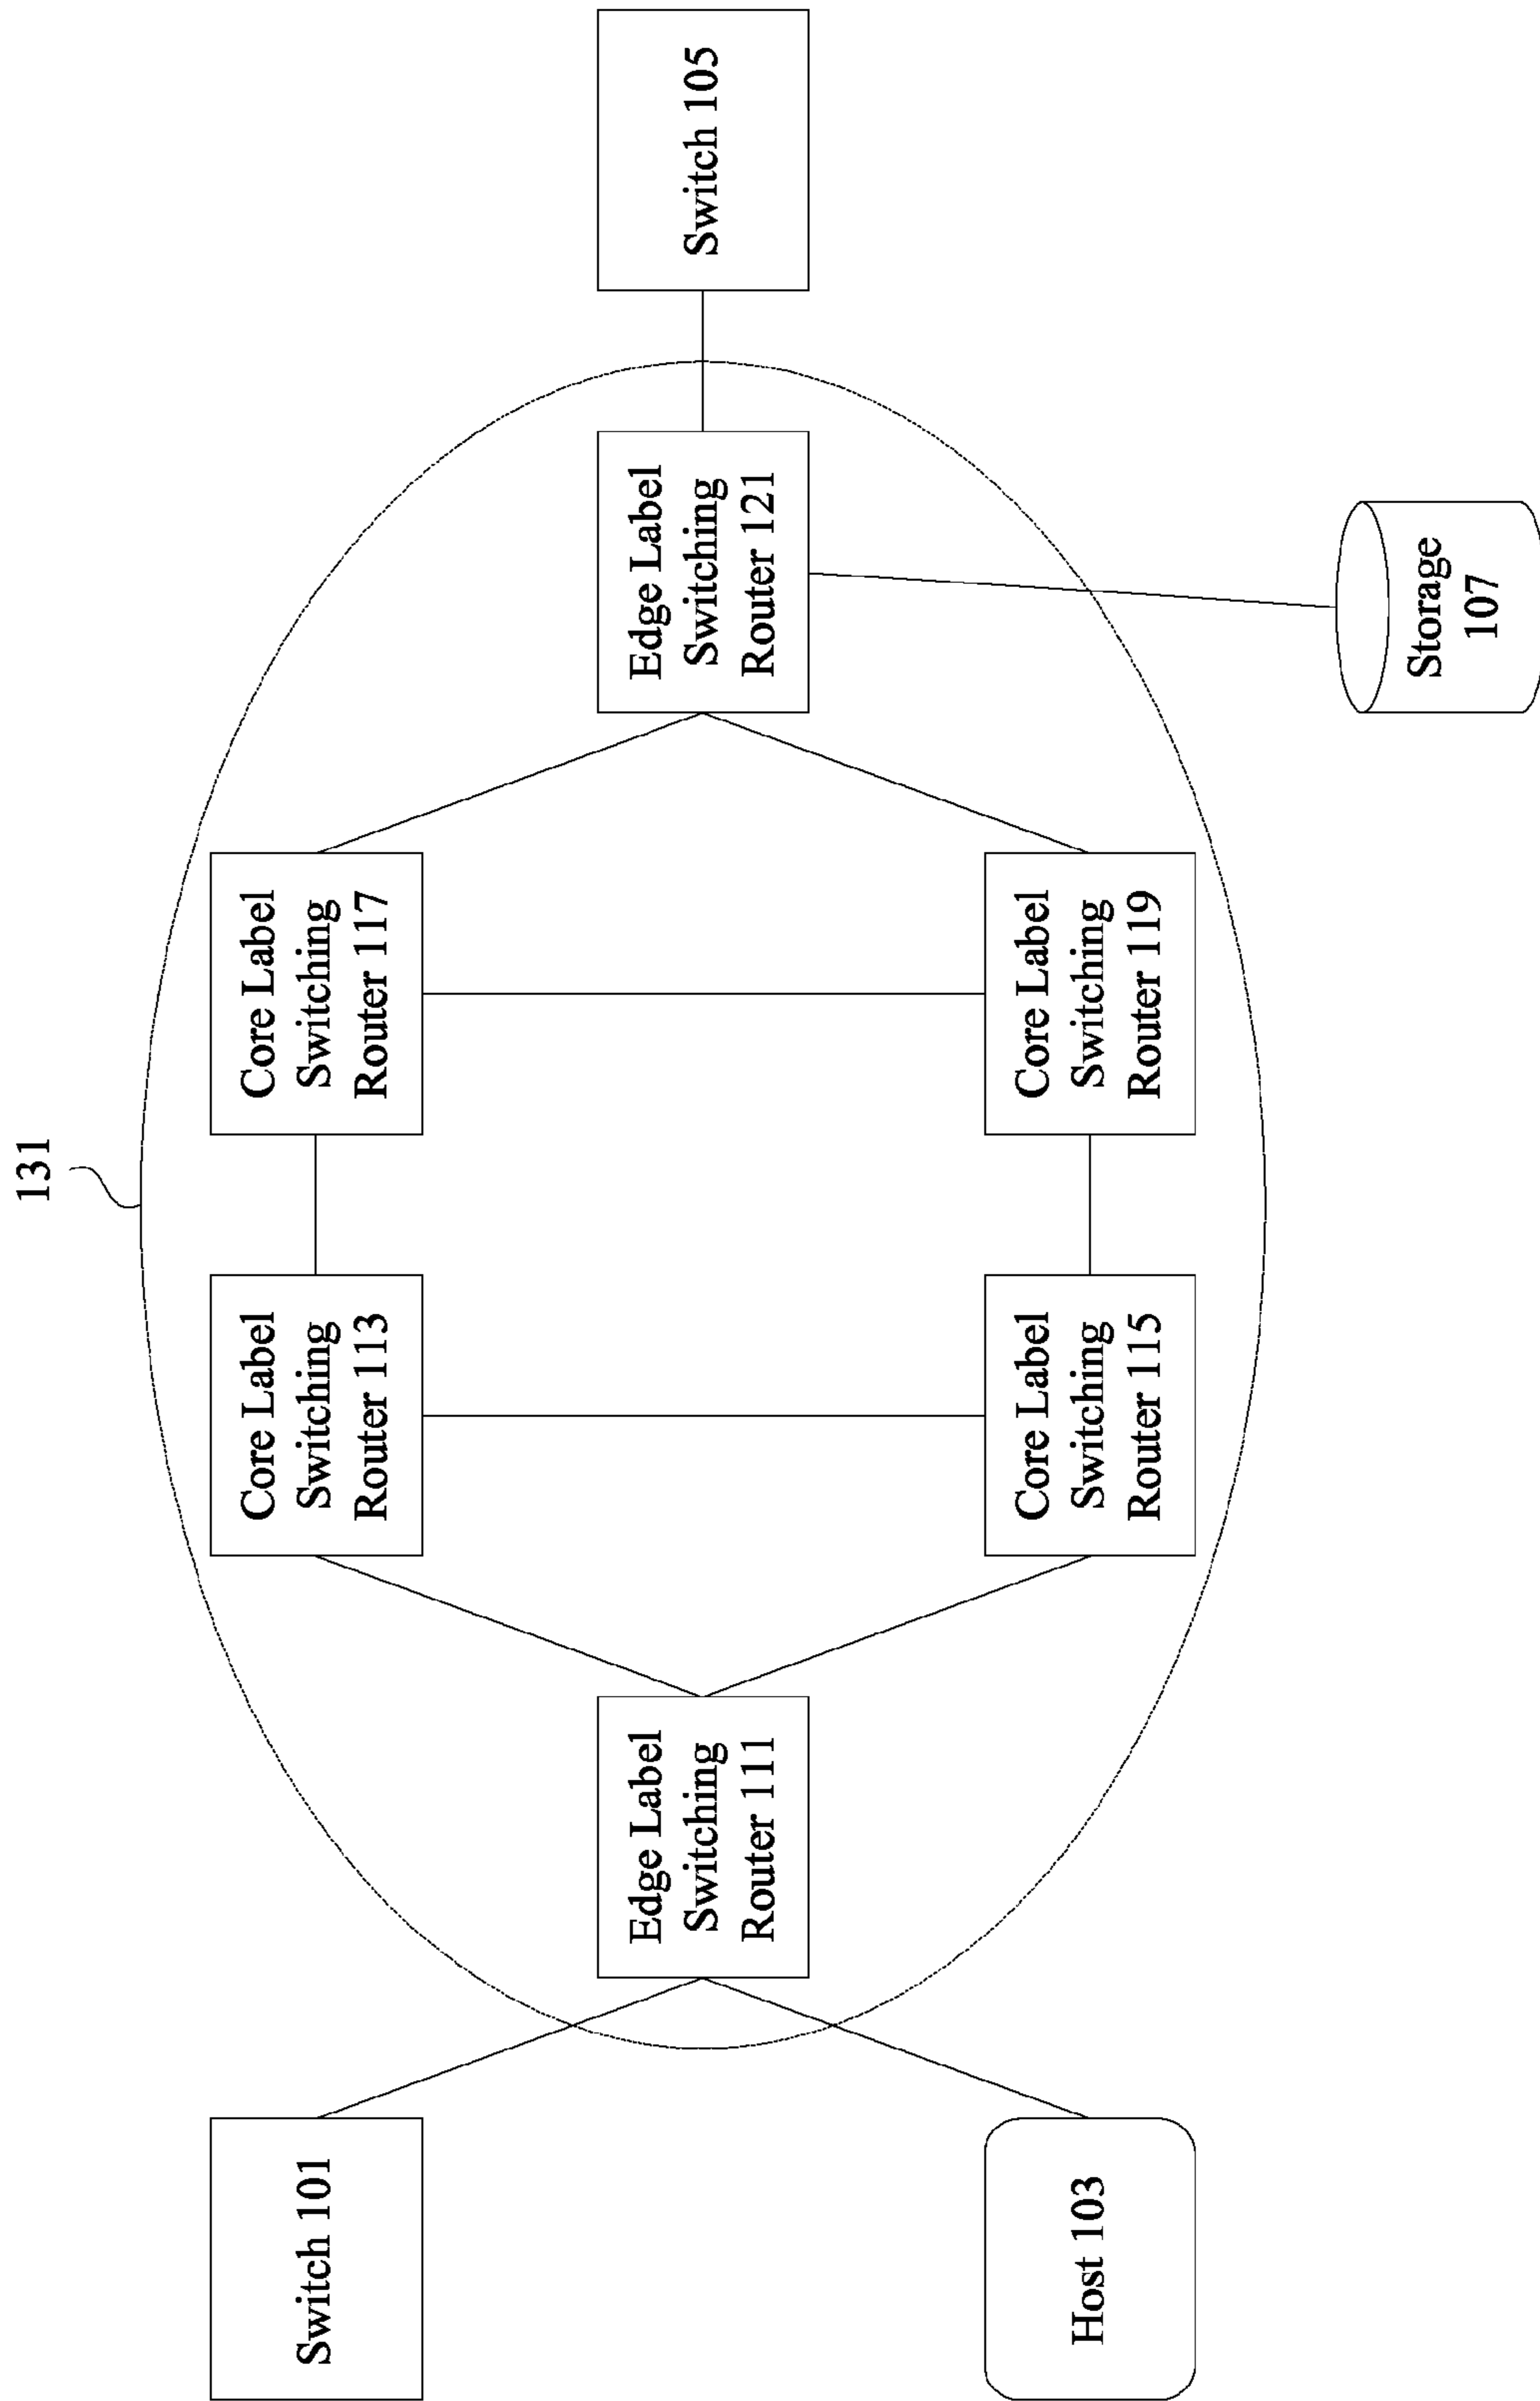 131
Switch 101
Core Label
Switching
Router 113
Core Label
Switching
Router 117
Edge Label
Switching
Router 111
Edge Label
Switching
Router 121
Switch 105
Host 103
Core Label
Switching
Router 115
Core Label
Switching
Router 119
Storage
107